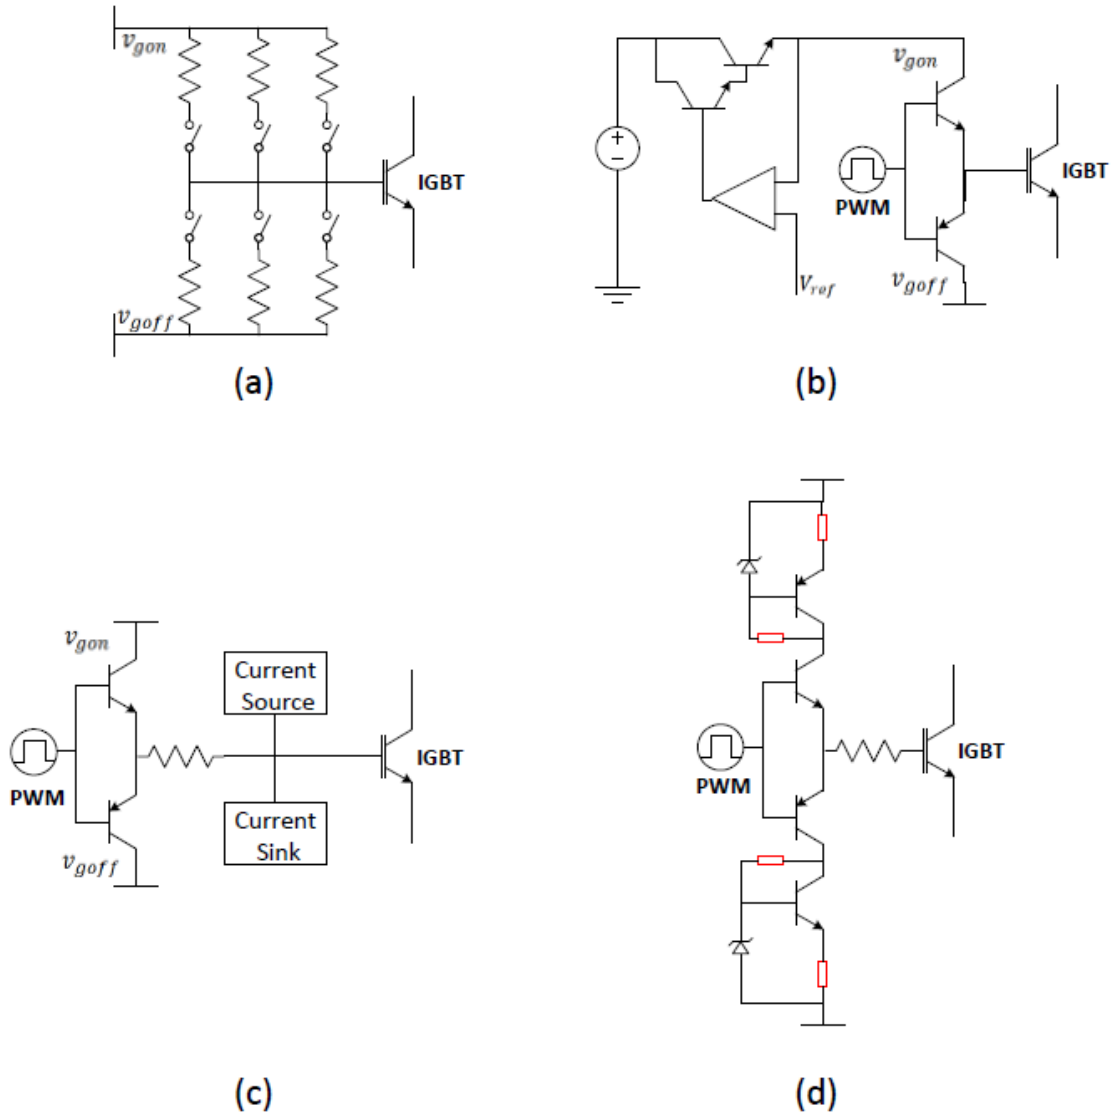 v_gon
IGBT
v_goff
(a)
v_gon
+
−
PWM
IGBT
v_goff
V_ref
(b)
v_gon
Current
Source
PWM
IGBT
Current
Sink
v_goff
(c)
PWM
IGBT
(d)